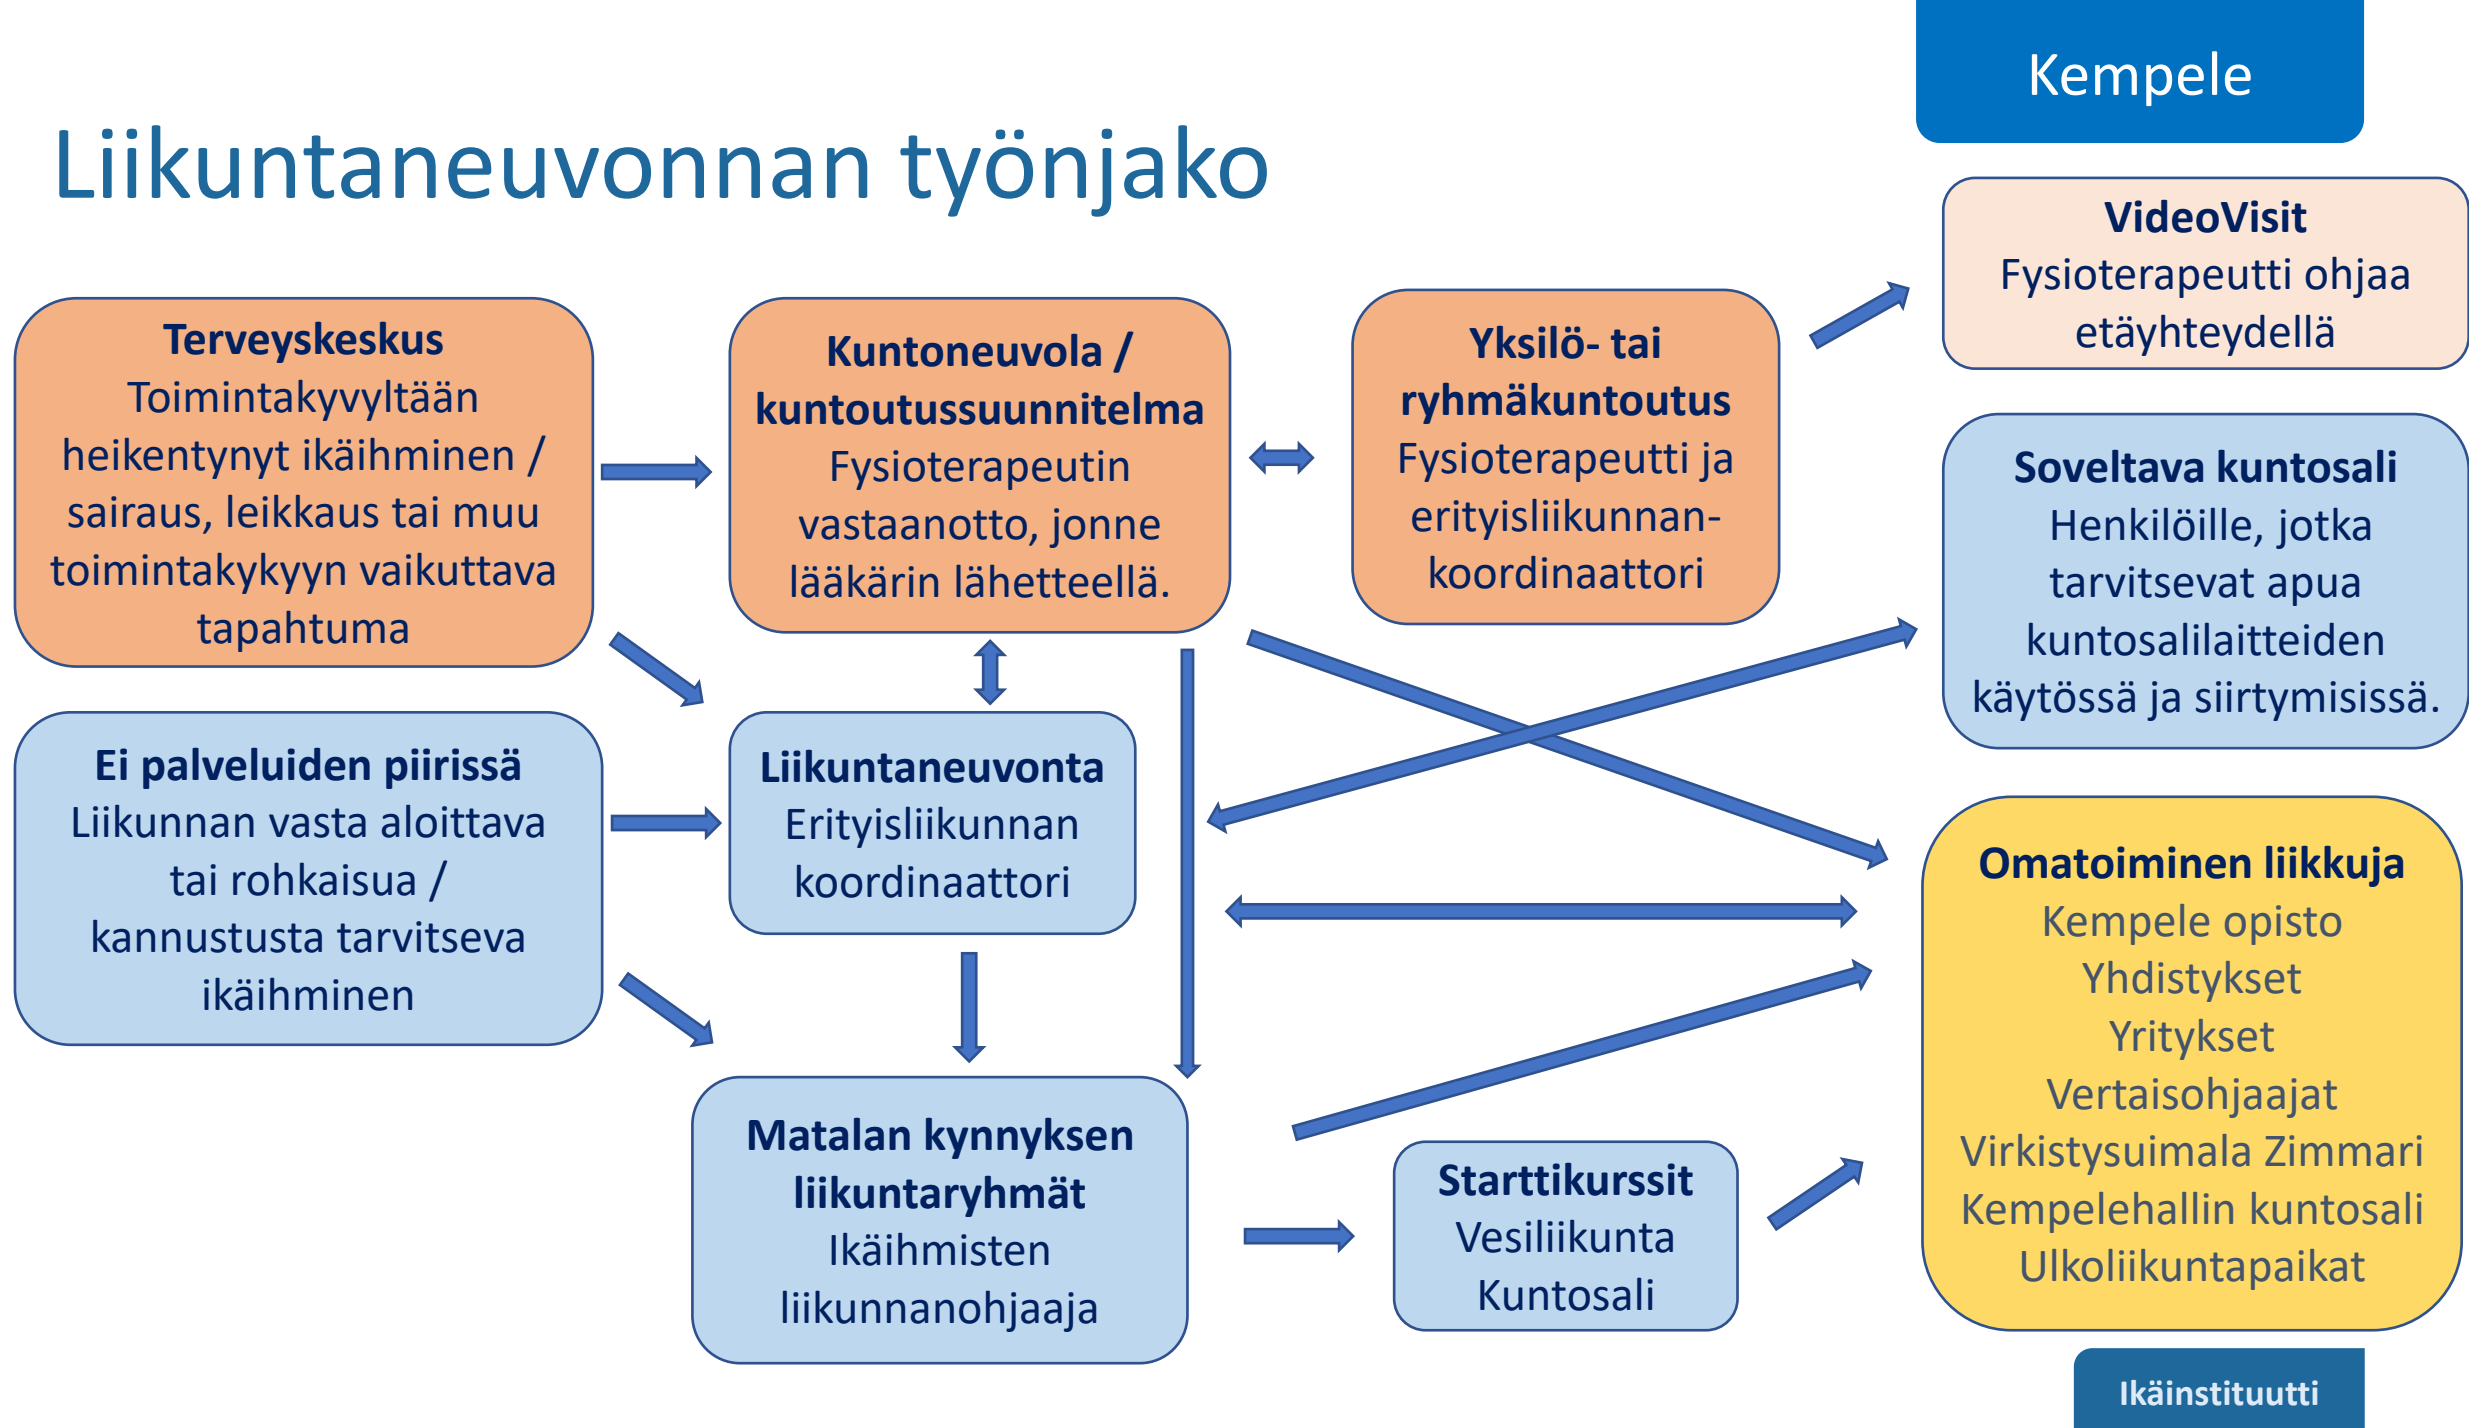 Kempele
Liikuntaneuvonnan työnjako
Terveyskeskus
Toimintakyvyltään
heikentynyt ikäihminen /
sairaus, leikkaus tai muu
toimintakykyyn vaikuttava
tapahtuma
Kuntoneuvola /
kuntoutussuunnitelma
Fysioterapeutin
vastaanotto, jonne
lääkärin lähetteellä.
Yksilö- tai
ryhmäkuntoutus
Fysioterapeutti ja
erityisliikunnan-
koordinaattori
VideoVisit
Fysioterapeutti ohjaa
etäyhteydellä
Soveltava kuntosali
Henkilöille, jotka
tarvitsevat apua
kuntosalilaitteiden
käytössä ja siirtymisissä.
Ei palveluiden piirissä
Liikunnan vasta aloittava
tai rohkaisua /
kannustusta tarvitseva
ikäihminen
Liikuntaneuvonta
Erityisliikunnan
koordinaattori
Matalan kynnyksen
liikuntaryhmät
Ikäihmisten
liikunnanohjaaja
Starttikurssit
Vesiliikunta
Kuntosali
Omatoiminen liikkuja
Kempele opisto
Yhdistykset
Yritykset
Vertaisohjaajat
Virkistysuimala Zimmari
Kempelehallin kuntosali
Ulkoliikuntapaikat
Ikäinstituutti